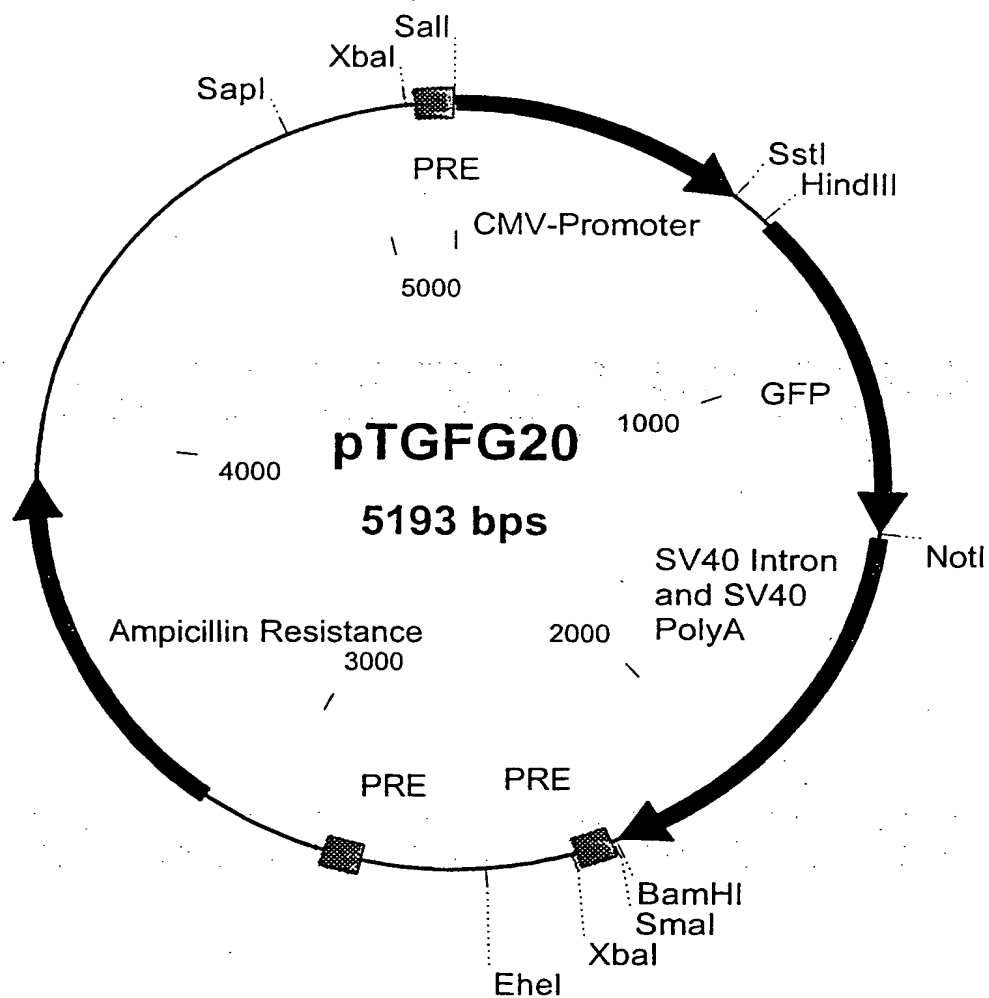 SalI
XbaI
SapI
SstI
HindIII
PRE
CMV-Promoter
5000
GFP
1000
pTGFG20
4000
5193 bps
NotI
SV40 Intron
and SV40
PolyA
Ampicillin Resistance
2000
3000
PRE
PRE
BamHI
SmaI
XbaI
EheI